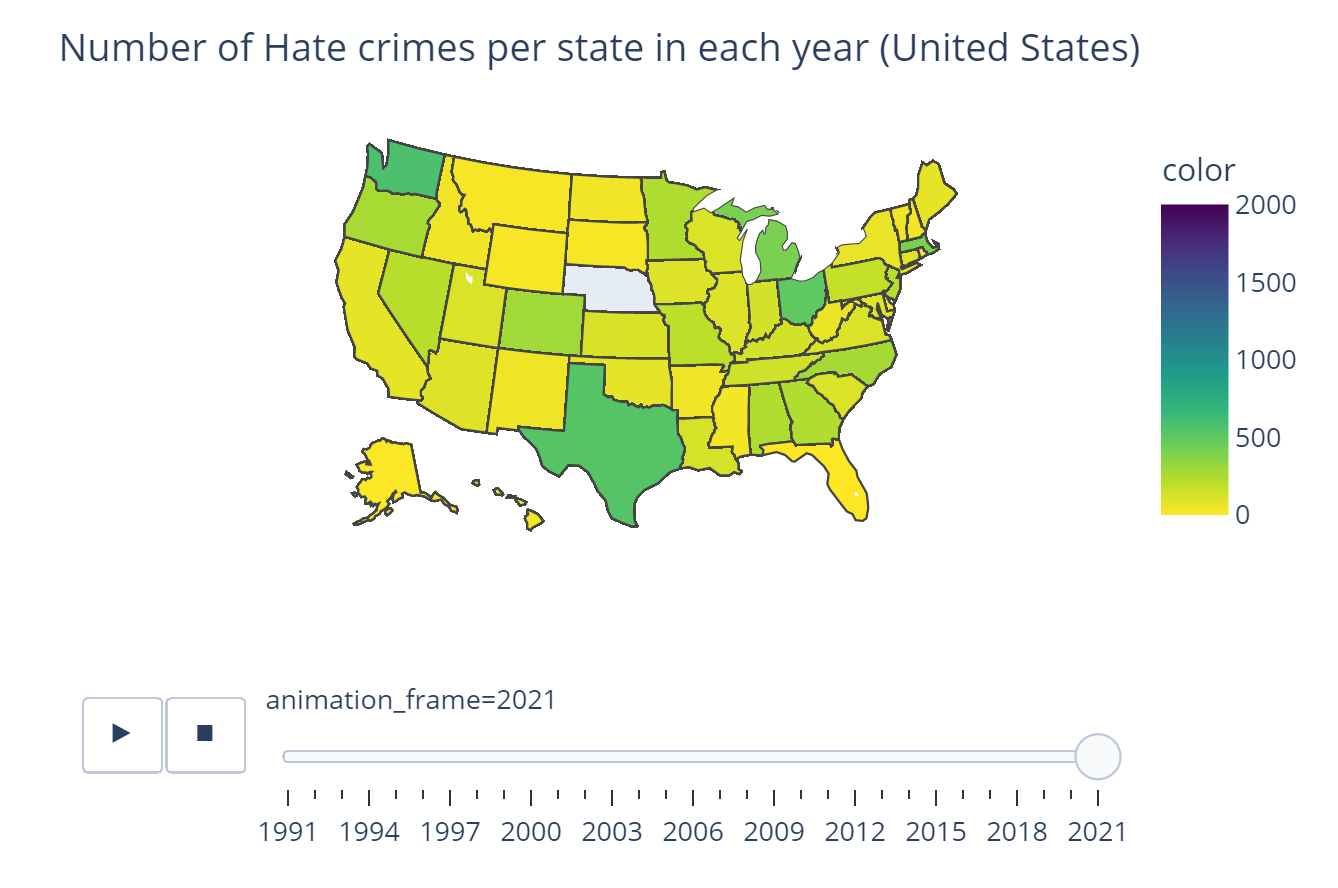 Number of Hate crimes per state in each year (United States)
color
2000
1500
1000
500
0
animation_frame=2021
1991 1994 1997 2000 2003 2006 2009 2012 2015 2018 2021